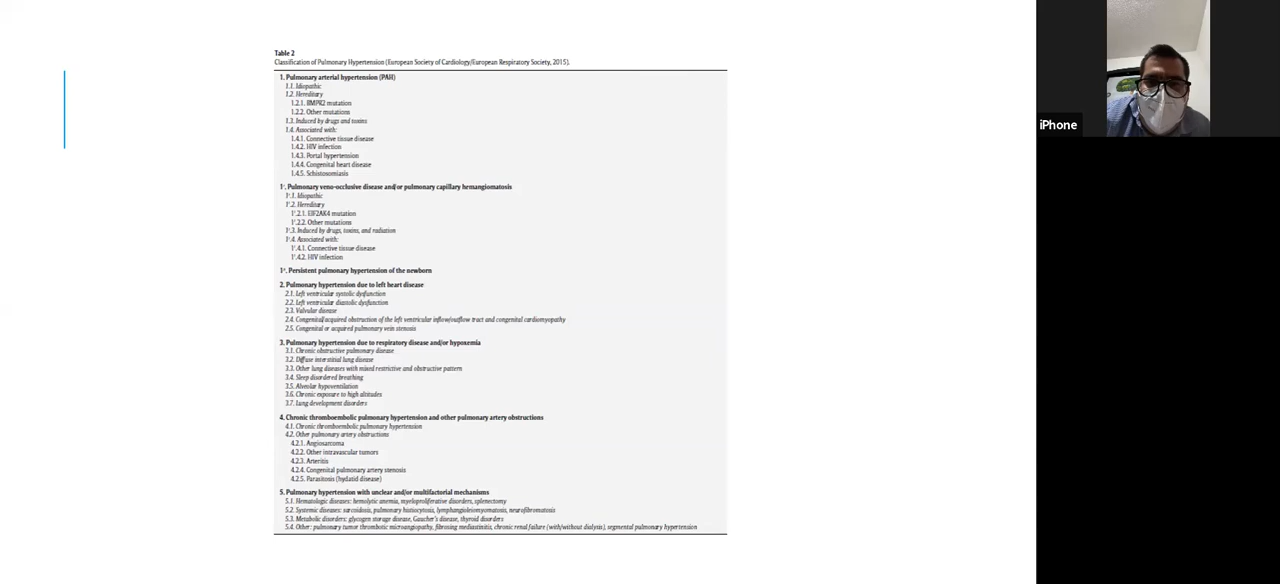 Table 2
Classification of Pulmonary Hypertension (European Society of Cardiology/European Respiratory Society, 2015).
1. Pulmonary arterial hypertension (PAH)
1.1. Idiopathic
1.2. Hereditary
1.2.1. BMPR2 mutation
1.2.2. Other mutations
1.3. Induced by drugs and toxins
1.4. Associated with:
1.4.1. Connective tissue disease
1.4.2. HIV infection
1.4.3. Portal hypertension
1.4.4. Congenital heart disease
1.4.5. Schistosomiasis
1'. Pulmonary veno-occlusive disease and/or pulmonary capillary hemangiomatosis
1'.1. Idiopathic
1'.2. Hereditary
1'.2.1. EIF2AK4 mutation
1'.2.2. Other mutations
1'.3. Induced by drugs, toxins, and radiation
1'.4. Associated with:
1'.4.1. Connective tissue disease
1'.4.2. HIV infection
1". Persistent pulmonary hypertension of the newborn
2. Pulmonary hypertension due to left heart disease
2.1. Left ventricular systolic dysfunction
2.2. Left ventricular diastolic dysfunction
2.3. Valvular disease
2.4. Congenital/acquired obstruction of the left ventricular inflow/outflow tract and congenital cardiomyopathy
2.5. Congenital or acquired pulmonary vein stenosis
3. Pulmonary hypertension due to respiratory disease and/or hypoxemia
3.1. Chronic obstructive pulmonary disease
3.2. Diffuse interstitial lung disease
3.3. Other lung diseases with mixed restrictive and obstructive pattern
3.4. Sleep disordered breathing
3.5. Alveolar hypoventilation
3.6. Chronic exposure to high altitudes
3.7. Lung development disorders
4. Chronic thromboembolic pulmonary hypertension and other pulmonary artery obstructions
4.1. Chronic thromboembolic pulmonary hypertension
4.2. Other pulmonary artery obstructions
4.2.1. Angiosarcoma
4.2.2. Other intravascular tumors
4.2.3. Arteritis
4.2.4. Congenital pulmonary artery stenosis
4.2.5. Parasitosis (hydatid disease)
5. Pulmonary hypertension with unclear and/or multifactorial mechanisms
5.1. Hematologic diseases: hemolytic anemia, myeloproliferative disorders, splenectomy
5.2. Systemic diseases: sarcoidosis, pulmonary histiocytosis, lymphangioleiomyomatosis, neurofibromatosis
5.3. Metabolic disorders: glycogen storage disease, Gaucher's disease, thyroid disorders
5.4. Other: pulmonary tumor thrombotic microangiopathy, fibrosing mediastinitis, chronic renal failure (with/without dialysis), segmental pulmonary hypertension
iPhone